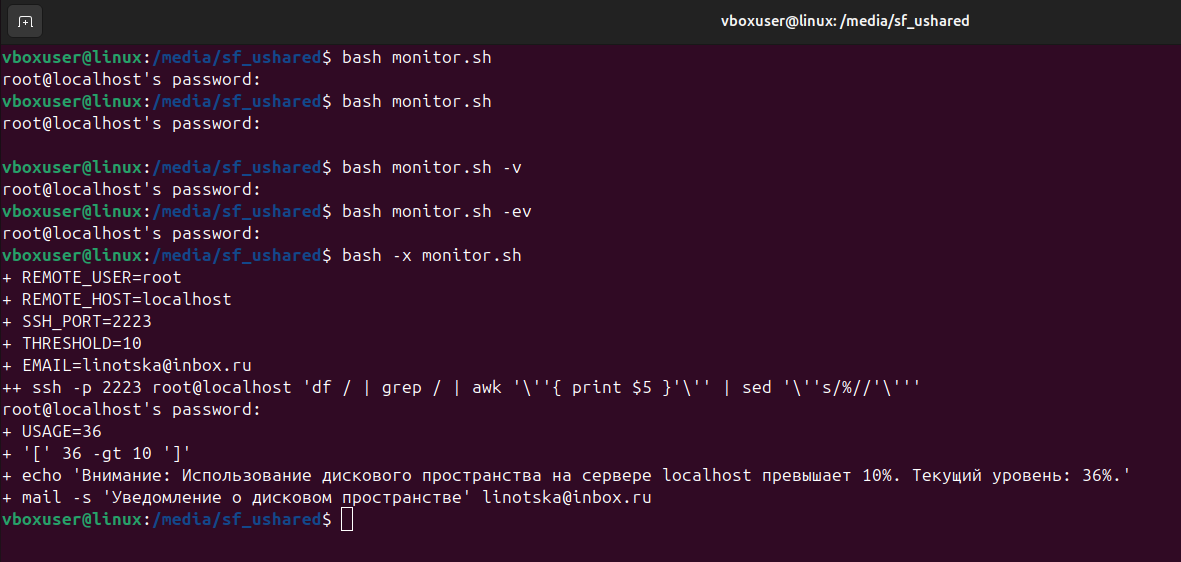 vboxuser@linux: /media/sf_ushared
vboxuser@linux:/media/sf_ushared$ bash monitor.sh
root@localhost's password:
vboxuser@linux:/media/sf_ushared$ bash monitor.sh
root@localhost's password:
vboxuser@linux:/media/sf_ushared$ bash monitor.sh -v
root@localhost's password:
vboxuser@linux:/media/sf_ushared$ bash monitor.sh -ev
root@localhost's password:
vboxuser@linux:/media/sf_ushared$ bash -x monitor.sh
+ REMOTE_USER=root
+ REMOTE_HOST=localhost
+ SSH_PORT=2223
+ THRESHOLD=10
+ EMAIL=linotska@inbox.ru
++ ssh -p 2223 root@localhost 'df / | grep / | awk '\''{ print $5 }'\'' | sed '\''s/%//'\'''
root@localhost's password:
+ USAGE=36
+ '[' 36 -gt 10 ']'
+ echo 'Внимание: Использование дискового пространства на сервере localhost превышает 10%. Текущий уровень: 36%.'
+ mail -s 'Уведомление о дисковом пространстве' linotska@inbox.ru
vboxuser@linux:/media/sf_ushared$